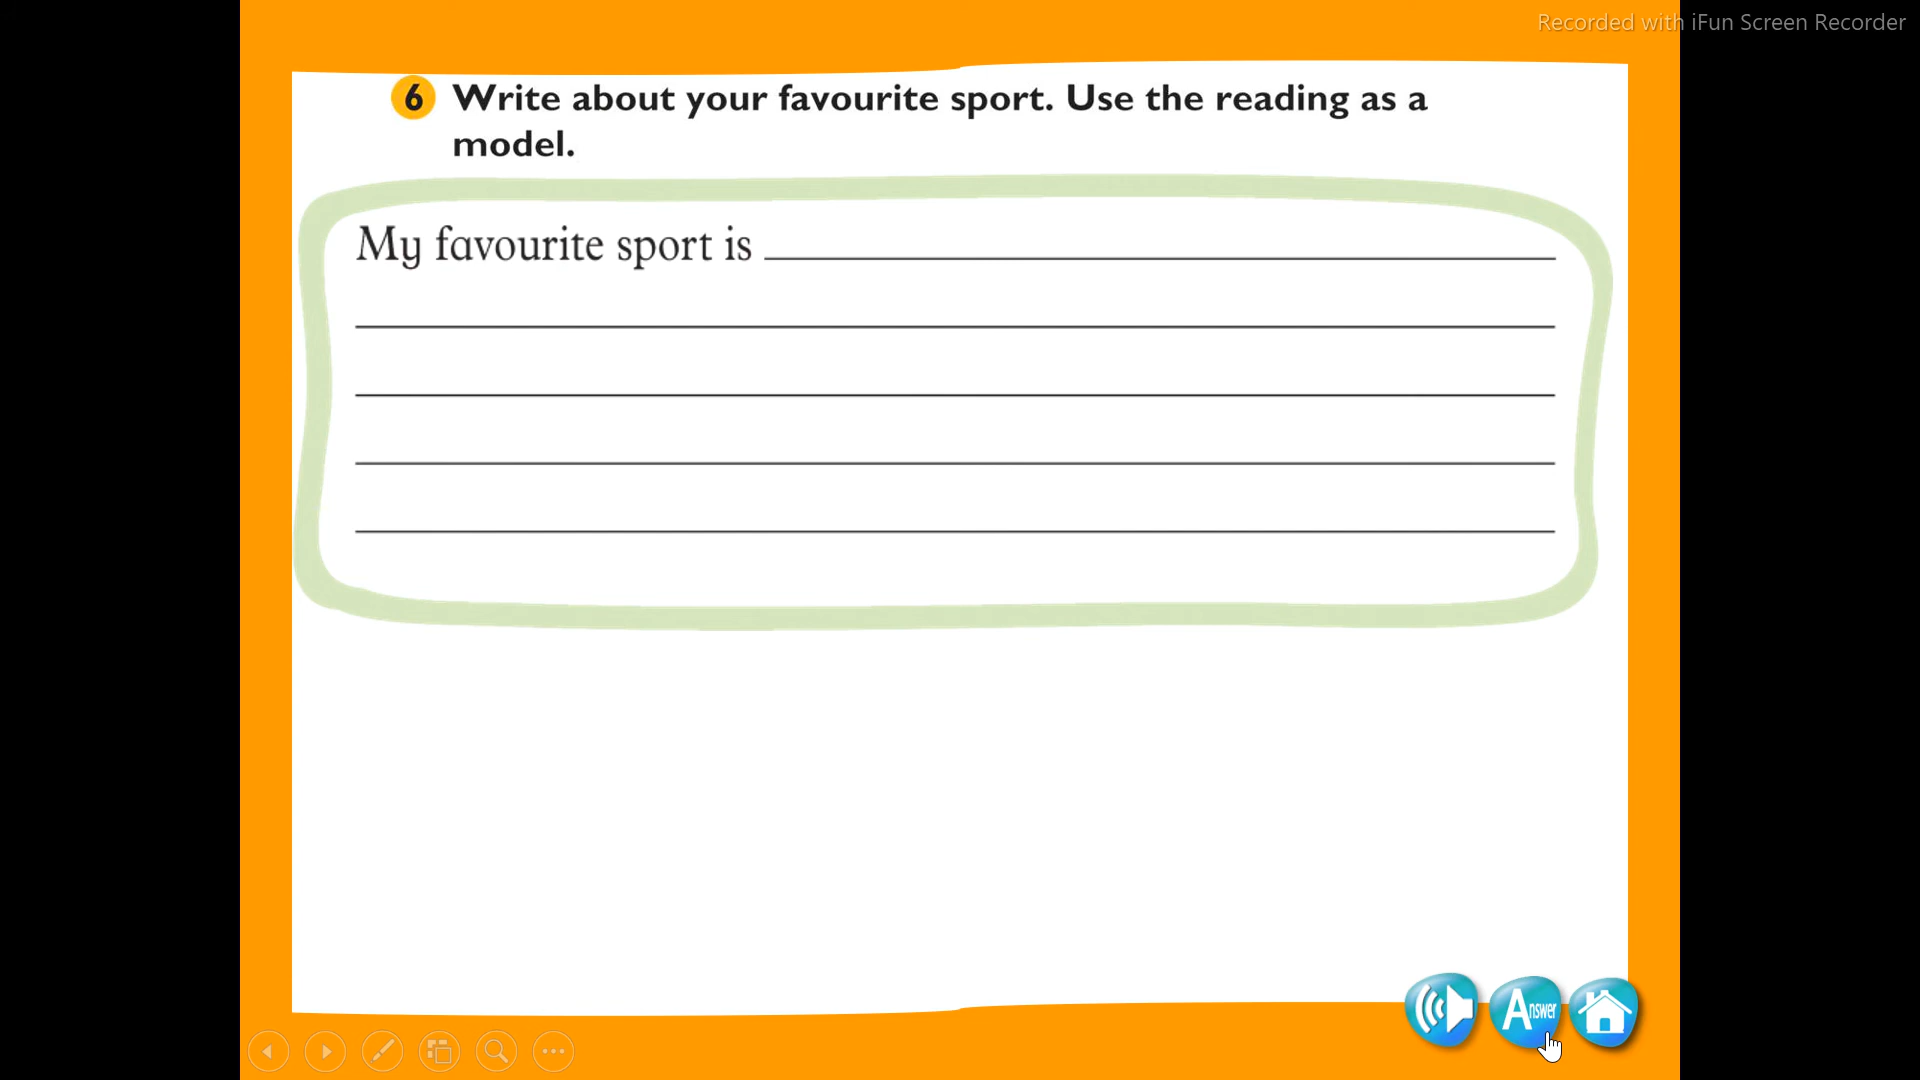 Recorded with iFun Screen Recorder
6 Write about your favourite sport. Use the reading as a
model.
My favourite sport is
Answer